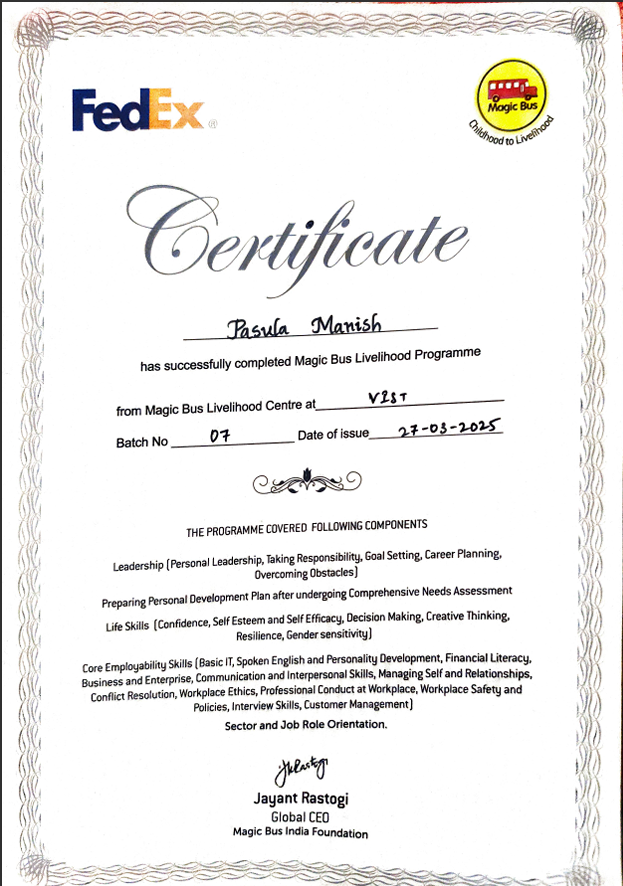 FedEx®
Magic Bus
Childhood to Livelihood
Certificate
Pasula Manish
has successfully completed Magic Bus Livelihood Programme
from Magic Bus Livelihood Centre at VIST
Batch No 07 Date of issue 27-03-2025
THE PROGRAMME COVERED FOLLOWING COMPONENTS
Leadership (Personal Leadership, Taking Responsibility, Goal Setting, Career Planning,
Overcoming Obstacles)
Preparing Personal Development Plan after undergoing Comprehensive Needs Assessment
Life Skills (Confidence, Self Esteem and Self Efficacy, Decision Making, Creative Thinking,
Resilience, Gender sensitivity)
Core Employability Skills (Basic IT, Spoken English and Personality Development, Financial Literacy,
Business and Enterprise, Communication and Interpersonal Skills, Managing Self and Relationships,
Conflict Resolution, Workplace Ethics, Professional Conduct at Workplace, Workplace Safety and
Policies, Interview Skills, Customer Management)
Sector and Job Role Orientation.
Jayant Rastogi
Global CEO
Magic Bus India Foundation